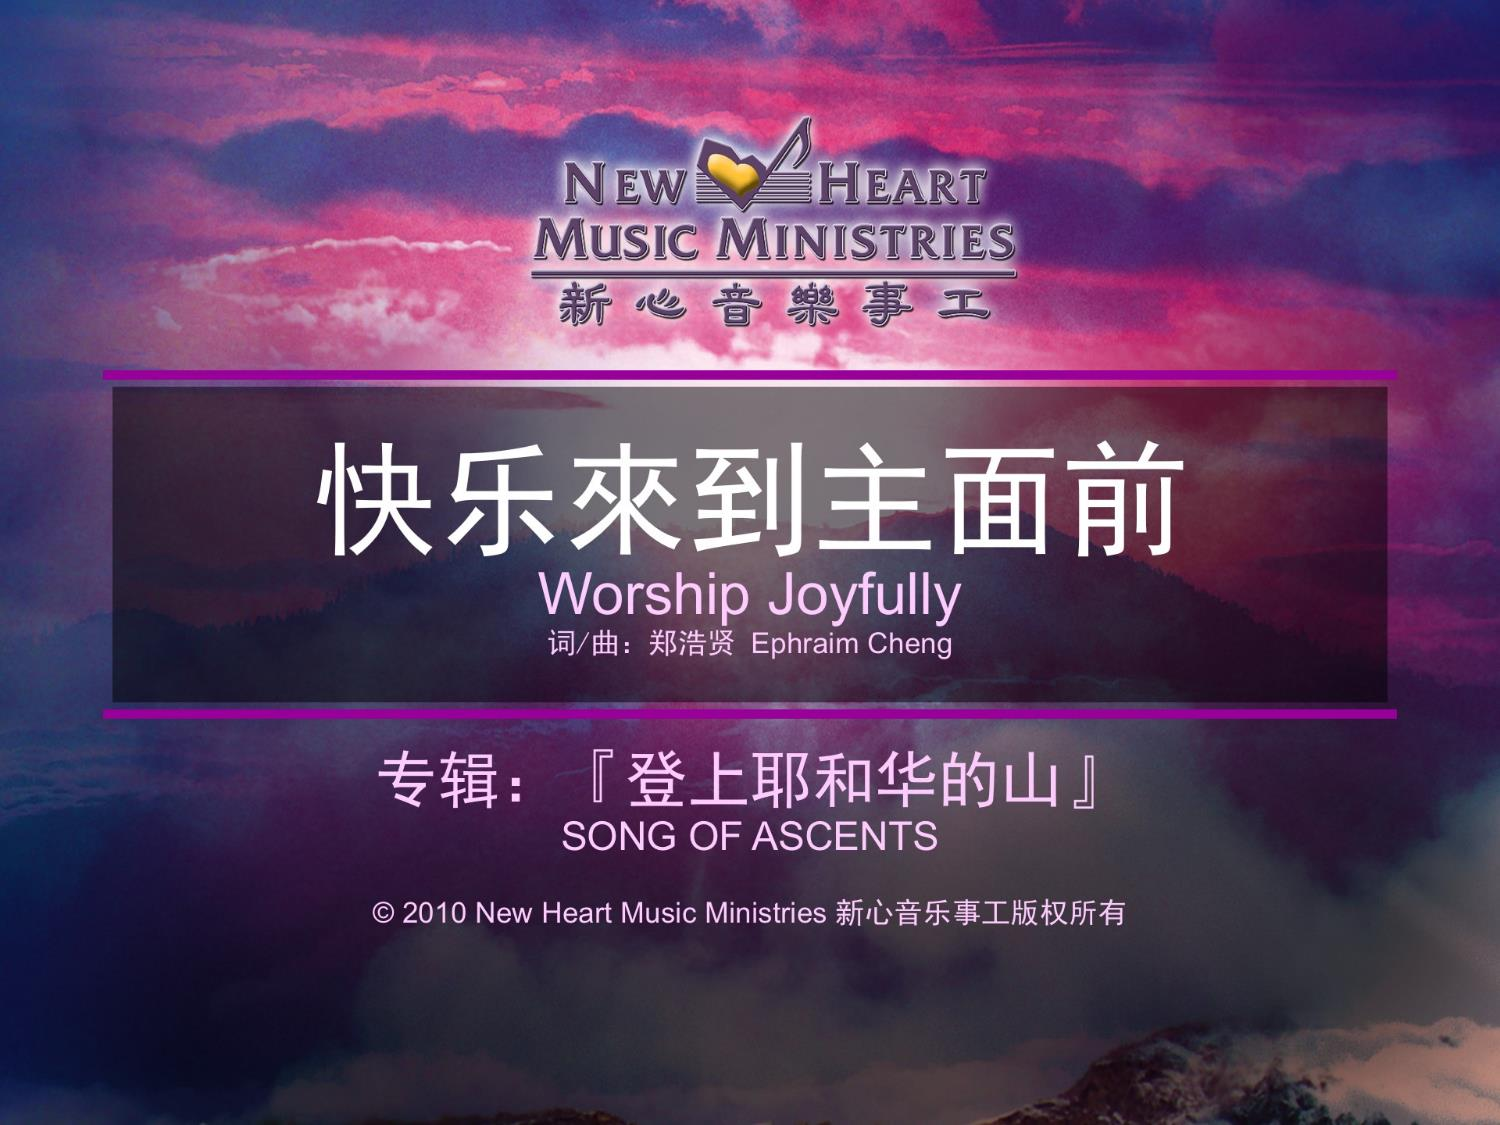 NEW HEART
MUSIC MINISTRIES
新心音樂事工
快乐來到主面前
Worship Joyfully
词/曲：郑浩贤 Ephraim Cheng
专辑：『登上耶和华的山』
SONG OF ASCENTS
© 2010 New Heart Music Ministries 新心音乐事工版权所有